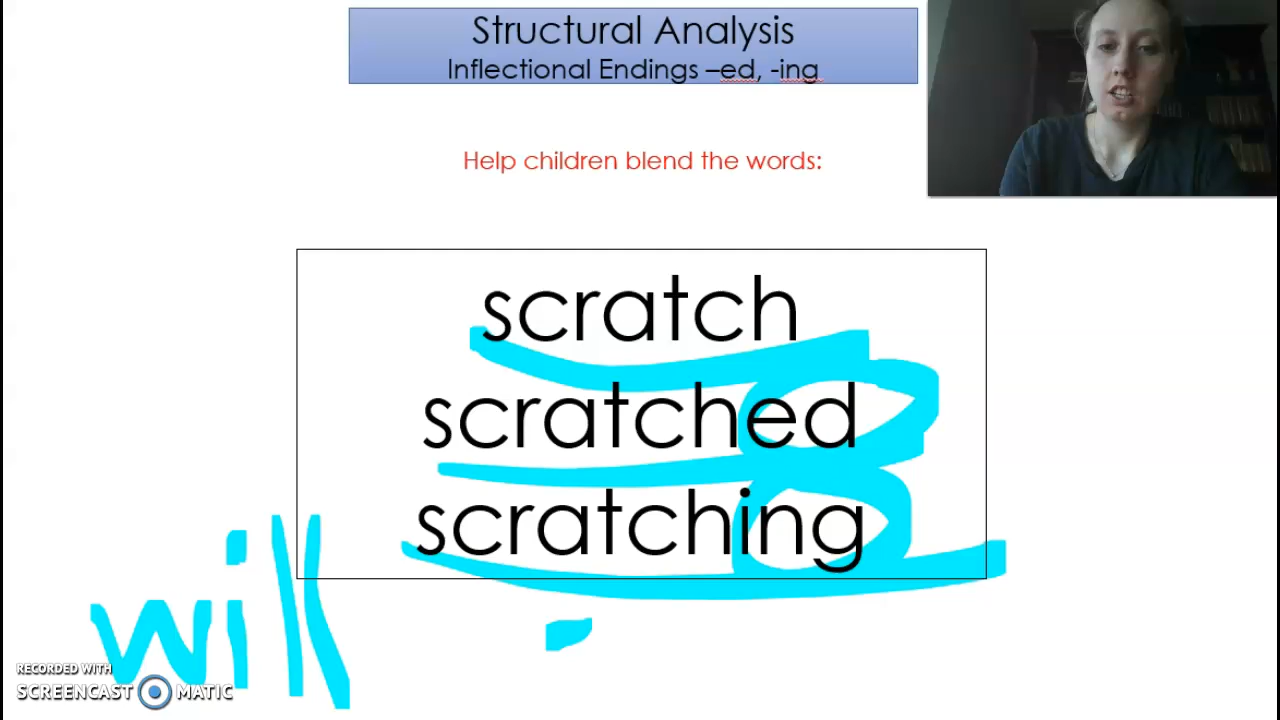 Structural Analysis
Inflectional Endings –ed, -ing
Help children blend the words:
scratch
scratched
scratching
will
RECORDED WITH
SCREENCAST MATIC